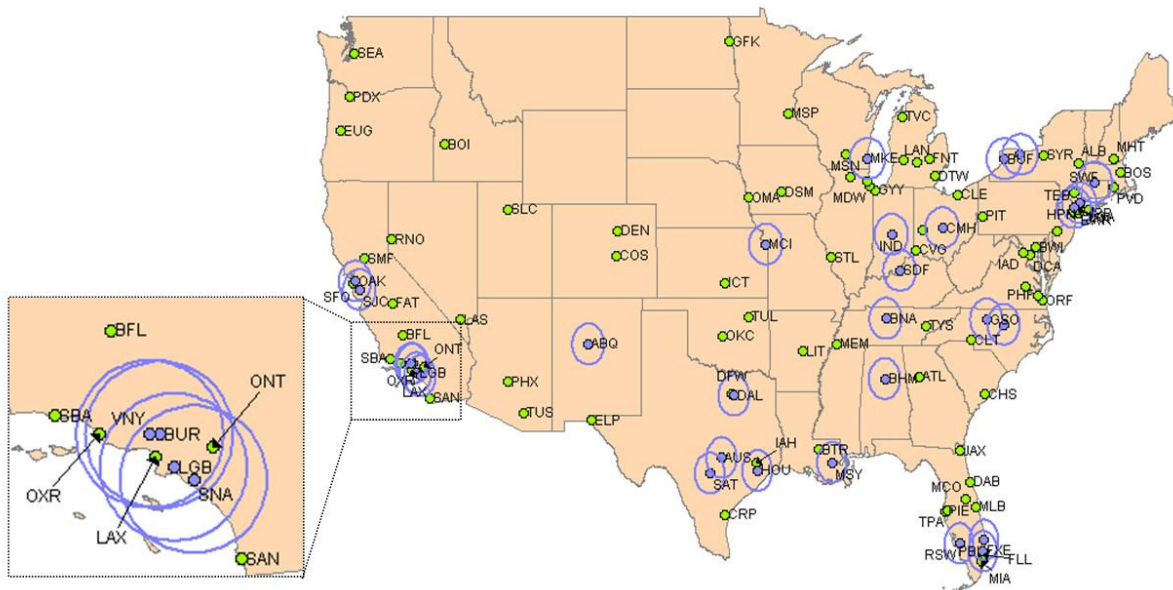 SEA
GFK
PDX
MSP
TVC
EUG
BOI
ALB
MHT
LAN
FNT
BUF
SYR
MSN
MKE
SWF
BOS
DTW
MDW
GYY
TEB
PVD
OMA
DSM
CLE
HPN
SLC
PIT
CMH
RNO
DEN
MCI
IND
SMF
COS
STL
CVG
IAD
BWI
DCA
OAK
SDF
SFO
SJC
FAT
ICT
PHF
ORF
LAS
TUL
BNA
TYS
GSO
BFL
OKC
CLT
ABQ
MEM
SBA
ONT
LIT
LGB
OXR
PHX
DFW
BHM
ATL
LAX
SAN
DAL
CHS
TUS
ELP
AUS
IAH
BTR
JAX
SAT
HOU
MSY
MCO
DAB
CRP
MLB
TPA
PIE
RSW
PBI
FXE
FLL
MIA
BFL
ONT
SBA
VNY
BUR
LGB
OXR
SNA
LAX
SAN